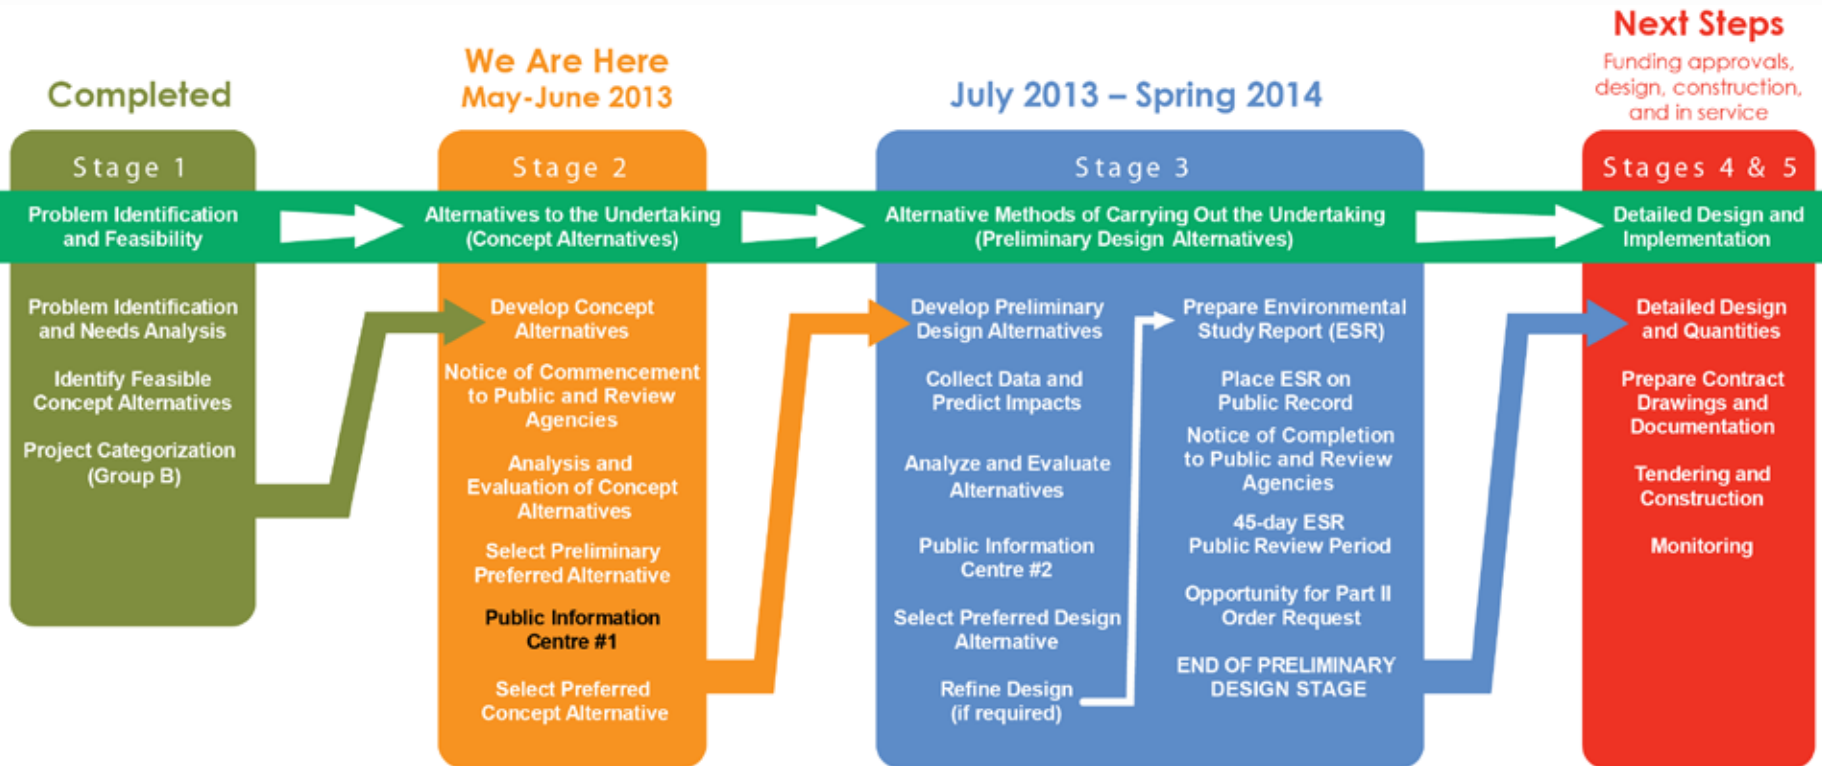 Completed
Stage 1
Problem Identification
and Feasibility
Problem Identification
and Needs Analysis
Identify Feasible
Concept Alternatives
Project Categorization
(Group B)
We Are Here
May-June 2013
Stage 2
Alternatives to the Undertaking
(Concept Alternatives)
Develop Concept
Alternatives
Notice of Commencement
to Public and Review
Agencies
Analysis and
Evaluation of Concept
Alternatives
Select Preliminary
Preferred Alternative
Public Information
Centre #1
Select Preferred
Concept Alternative
July 2013 – Spring 2014
Stage 3
Alternative Methods of Carrying Out the Undertaking
(Preliminary Design Alternatives)
Develop Preliminary
Design Alternatives
Collect Data and
Predict Impacts
Analyze and Evaluate
Alternatives
Public Information
Centre #2
Select Preferred Design
Alternative
Refine Design
(if required)
Prepare Environmental
Study Report (ESR)
Place ESR on
Public Record
Notice of Completion
to Public and Review
Agencies
45-day ESR
Public Review Period
Opportunity for Part II
Order Request
END OF PRELIMINARY
DESIGN STAGE
Next Steps
Funding approvals,
design, construction,
and in service
Stages 4 & 5
Detailed Design and
Implementation
Detailed Design
and Quantities
Prepare Contract
Drawings and
Documentation
Tendering and
Construction
Monitoring